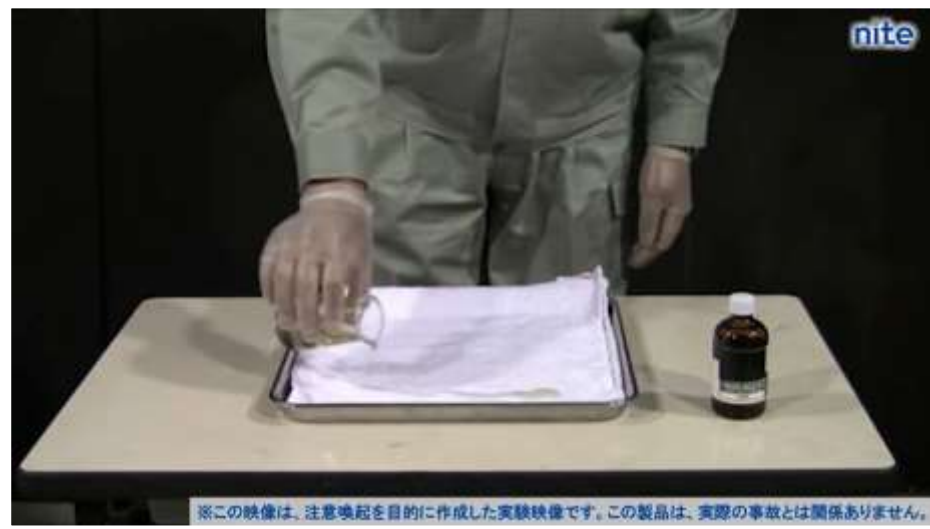 nite
※この映像は、注意喚起を目的に作成した実験映像です。この製品は、実際の事故とは関係ありません。